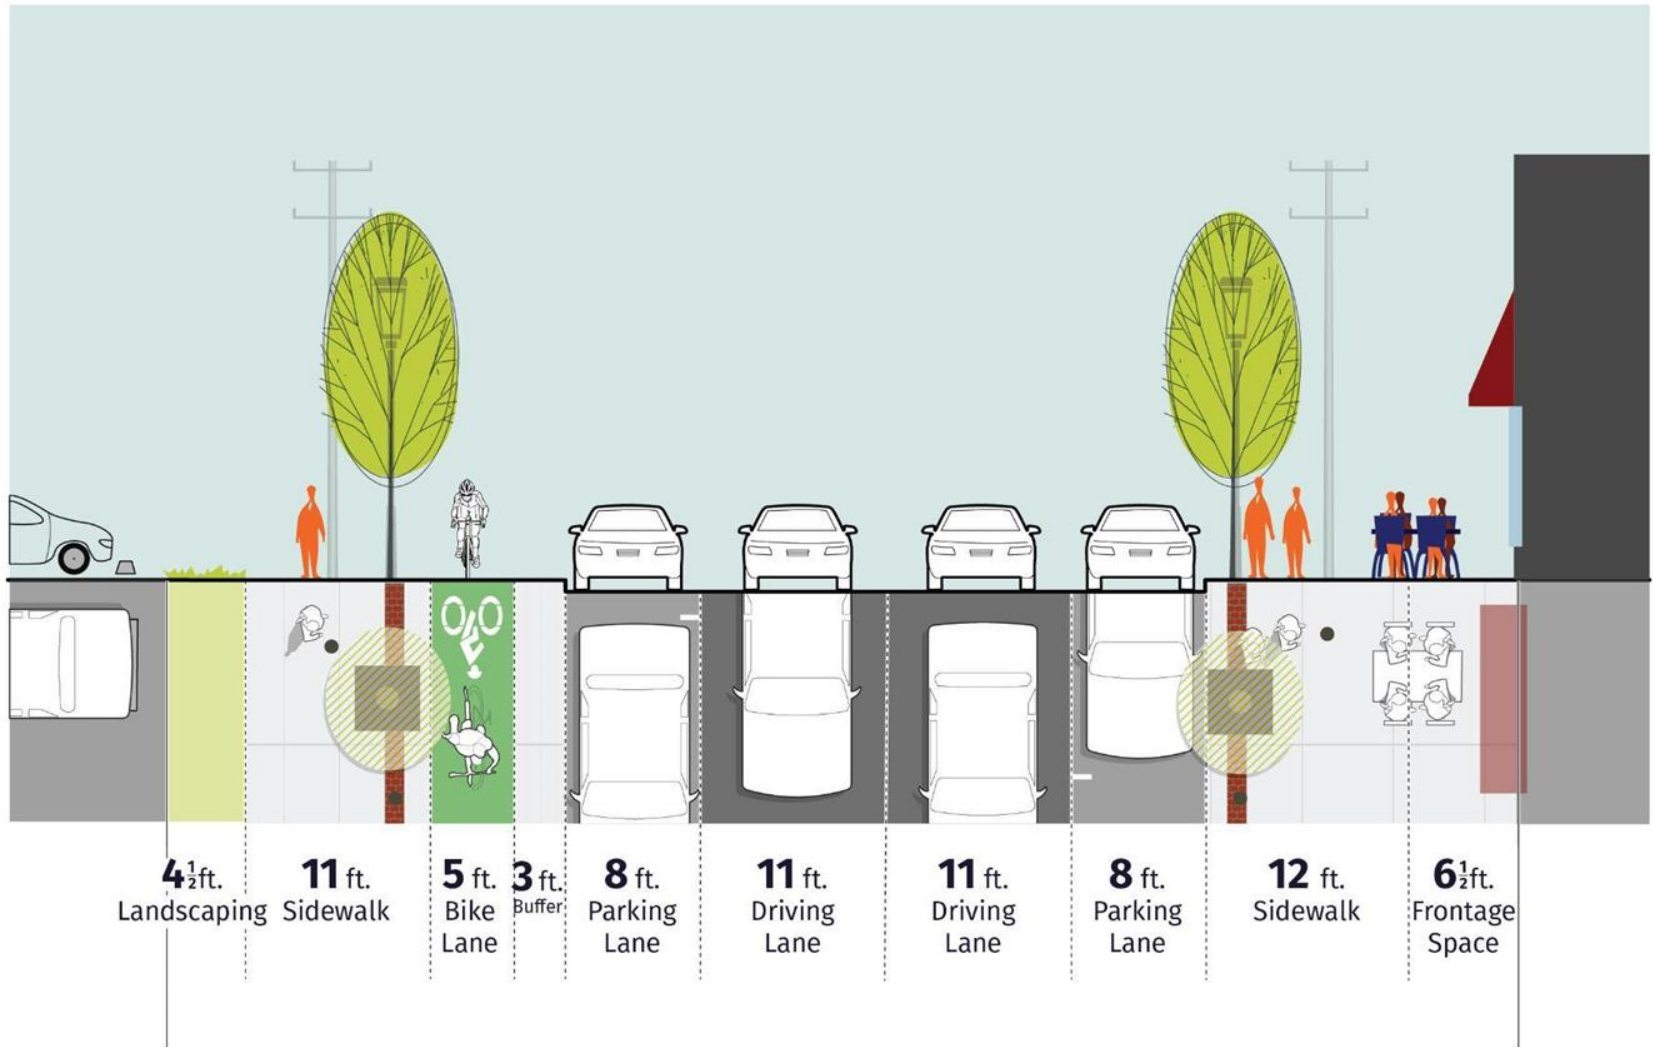 4½ft.
Landscaping
11 ft.
Sidewalk
5 ft.
Bike
Lane
3 ft.
Buffer
8 ft.
Parking
Lane
11 ft.
Driving
Lane
11 ft.
Driving
Lane
8 ft.
Parking
Lane
12 ft.
Sidewalk
6½ft.
Frontage
Space